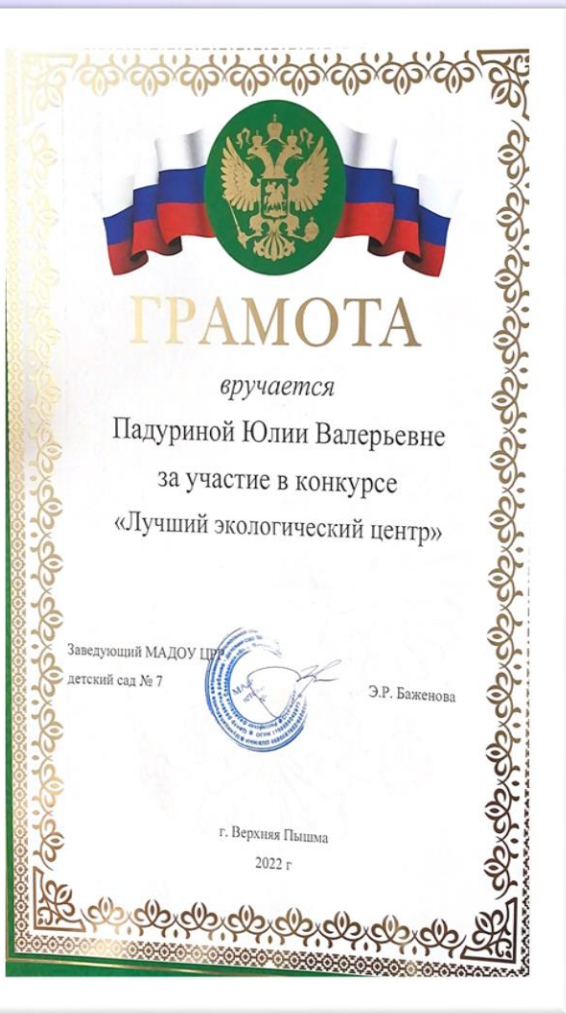 ГРАМОТА
вручается
Падуриной Юлии Валерьевне
за участие в конкурсе
«Лучший экологический центр»
Заведующий МАДОУ ЦРР
детский сад № 7
Э.Р. Баженова
г. Верхняя Пышма
2022 г